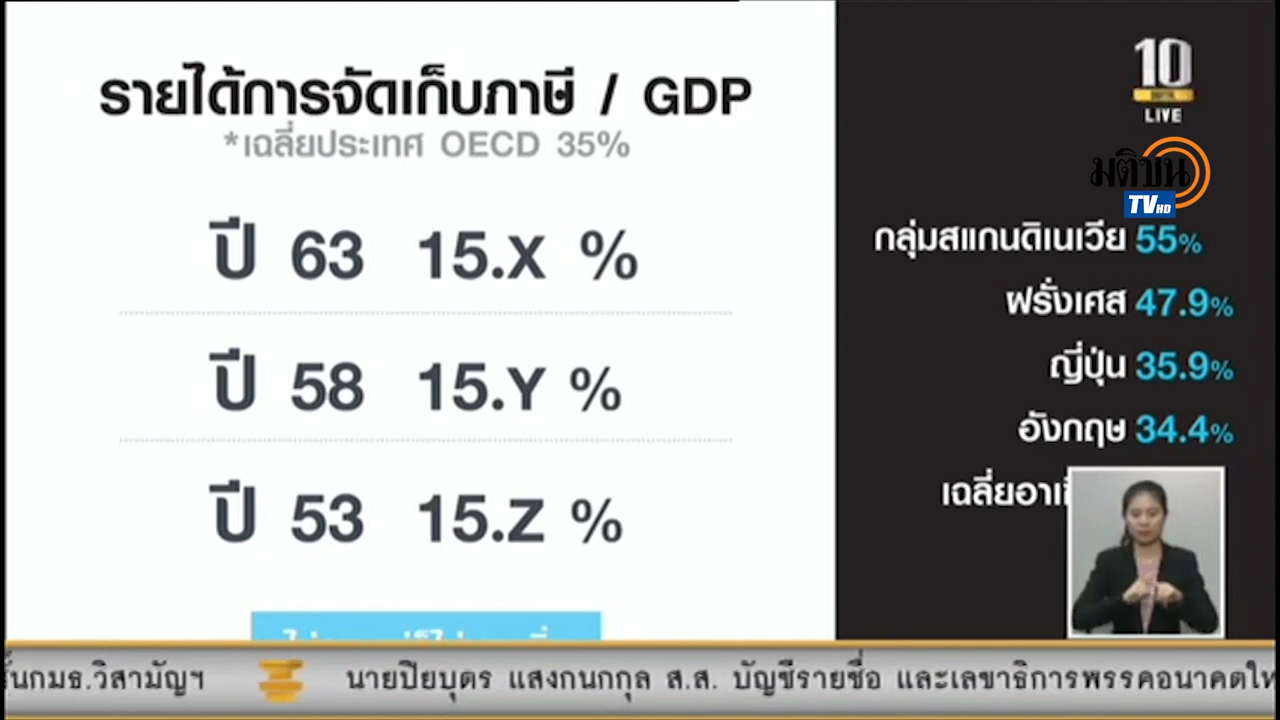 รายได้การจัดเก็บภาษี / GDP
*เฉลี่ยประเทศ OECD 35%
ปี 63 15.X %
ปี 58 15.Y %
ปี 53 15.Z %
10
LIVE
มติชน
TV HD
กลุ่มสแกนดิเนเวีย 55%
ฝรั่งเศส 47.9%
ญี่ปุ่น 35.9%
อังกฤษ 34.4%
เฉลี่ย
นกมธ.วิสามัญฯ นายปิยบุตร แสงกนกกุล ส.ส. บัญชีรายชื่อ และเลขาธิการพรรคอนาคตให